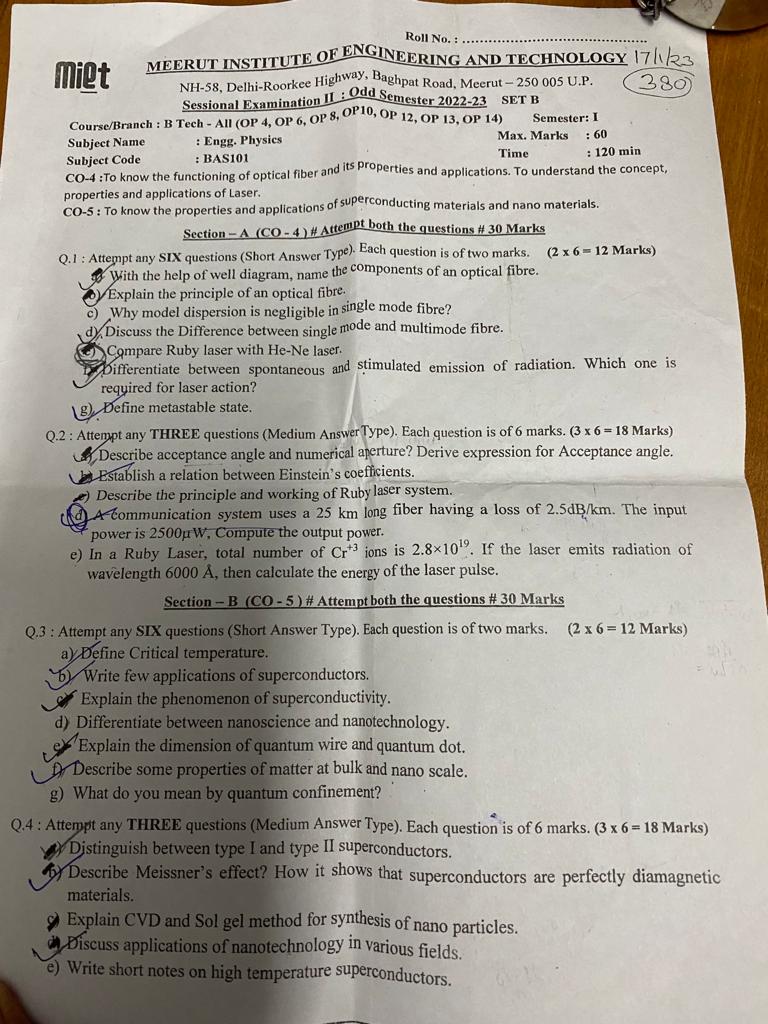 Roll No. : ..........................................
miet
MEERUT INSTITUTE OF ENGINEERING AND TECHNOLOGY 17/1/23
NH-58, Delhi-Roorkee Highway, Baghpat Road, Meerut – 250 005 U.P. 380
Sessional Examination II : Odd Semester 2022-23 SET B
Course/Branch : B Tech - All (OP 4, OP 6, OP 8, OP10, OP 12, OP 13, OP 14) Semester: I
Subject Name : Engg. Physics Max. Marks : 60
Subject Code : BAS101 Time : 120 min
CO-4 :To know the functioning of optical fiber and its properties and applications. To understand the concept,
properties and applications of Laser.
CO-5 : To know the properties and applications of superconducting materials and nano materials.
Section – A (CO - 4 ) # Attempt both the questions # 30 Marks
Q.1 : Attempt any SIX questions (Short Answer Type). Each question is of two marks. (2 x 6 = 12 Marks)
a) With the help of well diagram, name the components of an optical fibre.
b) Explain the principle of an optical fibre.
c) Why model dispersion is negligible in single mode fibre?
d) Discuss the Difference between single mode and multimode fibre.
e) Compare Ruby laser with He-Ne laser.
f) Differentiate between spontaneous and stimulated emission of radiation. Which one is
required for laser action?
g) Define metastable state.
Q.2 : Attempt any THREE questions (Medium Answer Type). Each question is of 6 marks. (3 x 6 = 18 Marks)
a) Describe acceptance angle and numerical aperture? Derive expression for Acceptance angle.
b) Establish a relation between Einstein's coefficients.
c) Describe the principle and working of Ruby laser system.
d) A communication system uses a 25 km long fiber having a loss of 2.5dB/km. The input
power is 2500μW, Compute the output power.
e) In a Ruby Laser, total number of Cr⁺³ ions is 2.8×10¹⁹. If the laser emits radiation of
wavelength 6000 Å, then calculate the energy of the laser pulse.
Section – B (CO - 5 ) # Attempt both the questions # 30 Marks
Q.3 : Attempt any SIX questions (Short Answer Type). Each question is of two marks. (2 x 6 = 12 Marks)
a) Define Critical temperature.
b) Write few applications of superconductors.
c) Explain the phenomenon of superconductivity.
d) Differentiate between nanoscience and nanotechnology.
e) Explain the dimension of quantum wire and quantum dot.
f) Describe some properties of matter at bulk and nano scale.
g) What do you mean by quantum confinement?
Q.4 : Attempt any THREE questions (Medium Answer Type). Each question is of 6 marks. (3 x 6 = 18 Marks)
a) Distinguish between type I and type II superconductors.
b) Describe Meissner's effect? How it shows that superconductors are perfectly diamagnetic
materials.
c) Explain CVD and Sol gel method for synthesis of nano particles.
d) Discuss applications of nanotechnology in various fields.
e) Write short notes on high temperature superconductors.